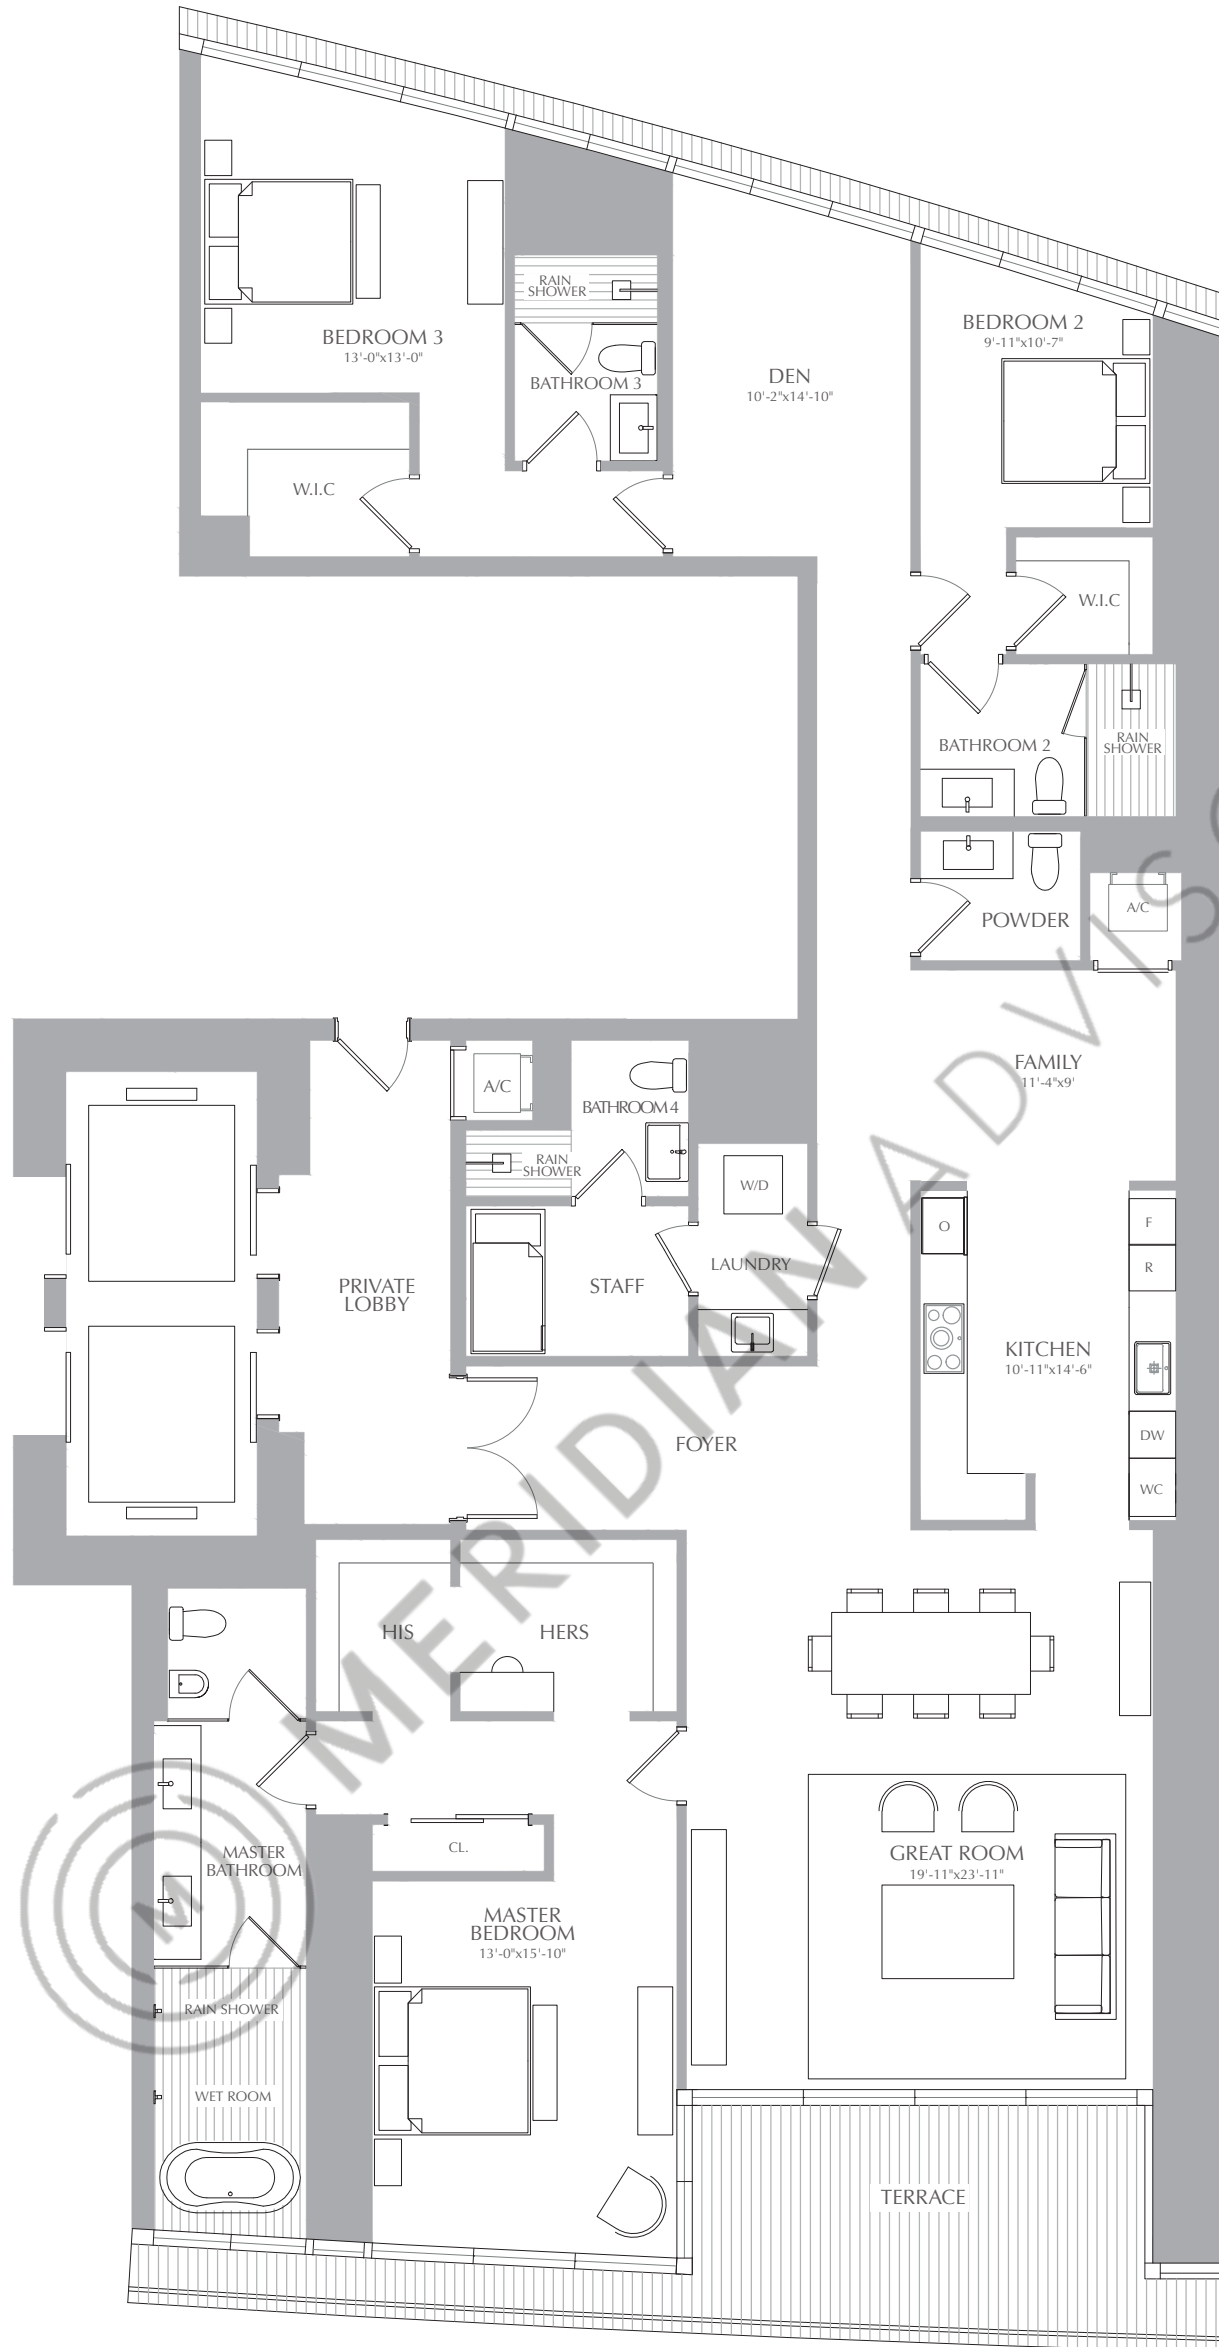 RAIN
SHOWER
BEDROOM 3
13'-0"x13'-0"
BATHROOM 3
DEN
10'-2"x14'-10"
BEDROOM 2
9'-11"x10'-7"
W.I.C
W.I.C
BATHROOM 2
RAIN
SHOWER
POWDER
A/C
FAMILY
11'-4"x9'
A/C
BATHROOM 4
RAIN
SHOWER
W/D
LAUNDRY
STAFF
PRIVATE
LOBBY
O
F
R
KITCHEN
10'-11"x14'-6"
DW
WC
FOYER
HIS
HERS
MASTER
BATHROOM
CL.
GREAT ROOM
19'-11"x23'-11"
MASTER
BEDROOM
13'-0"x15'-10"
RAIN SHOWER
WET ROOM
TERRACE
M MERIDIAN ADVIS